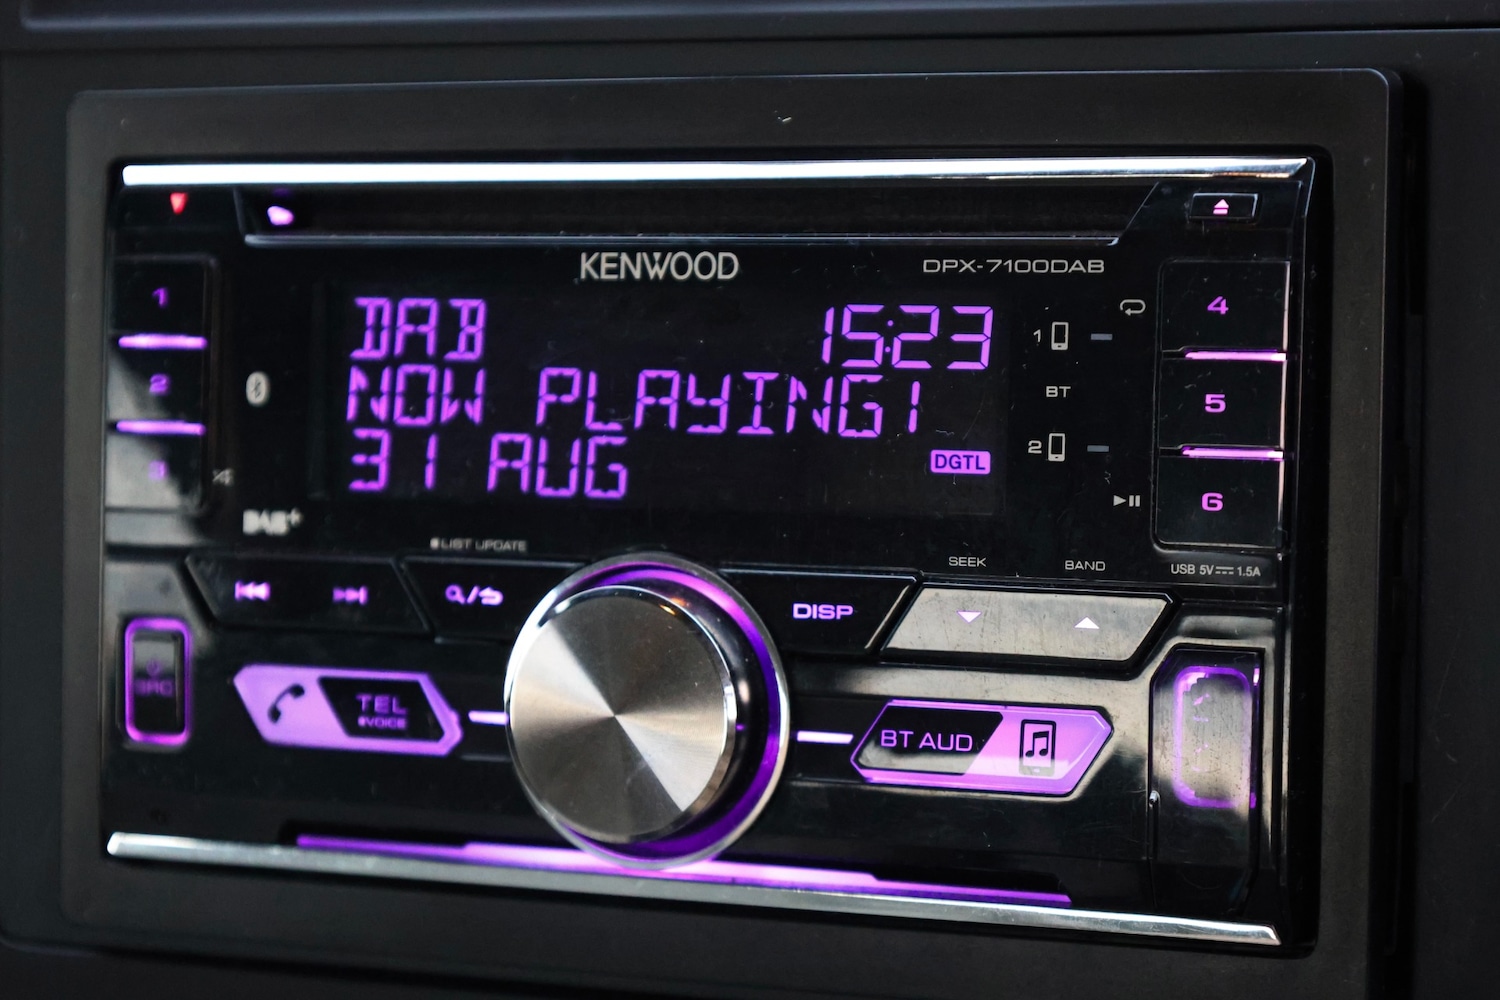 KENWOOD
DPX-7100DAB
1
2
3
4
5
6
DAB 15:23
NOW PLAYING!
31 AUG
DGTL
1
BT
2
DAB+
LIST UPDATE
SEEK
BAND
USB 5V 1.5A
DISP
SRC
TEL
VOICE
BT AUD